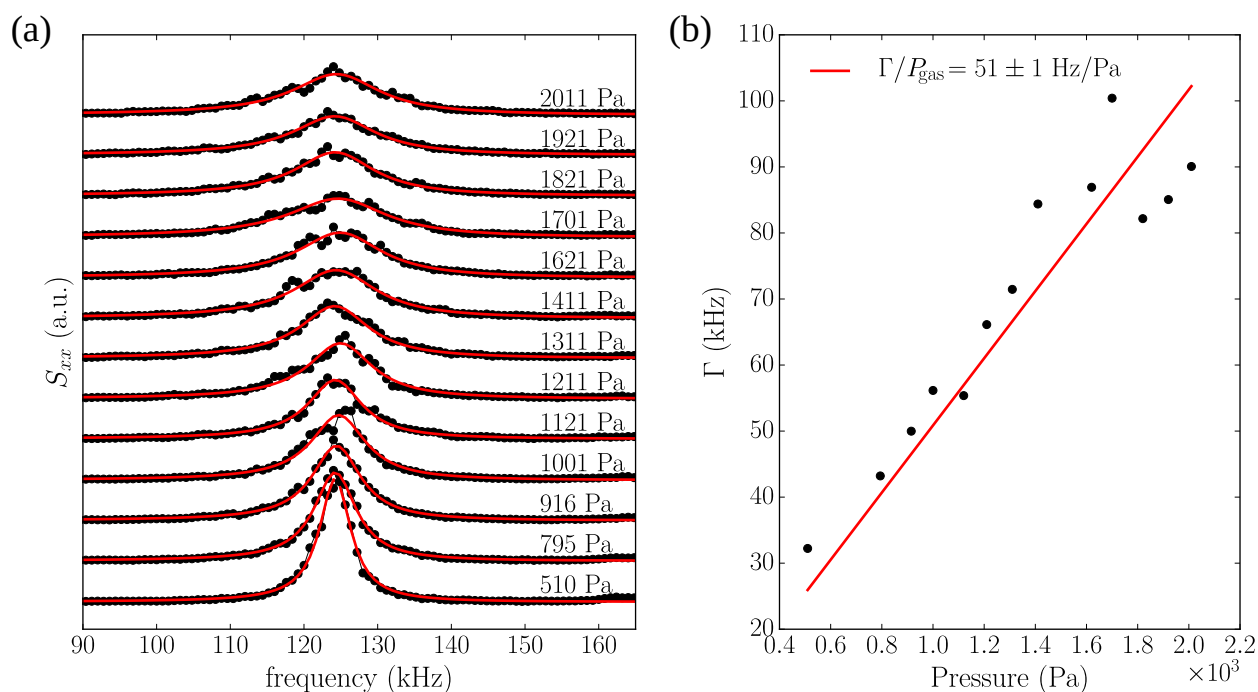 (a)
S_xx (a.u.)
2011 Pa
1921 Pa
1821 Pa
1701 Pa
1621 Pa
1411 Pa
1311 Pa
1211 Pa
1121 Pa
1001 Pa
916 Pa
795 Pa
510 Pa
90 100 110 120 130 140 150 160
frequency (kHz)
(b)
Γ/P_gas = 51 ± 1 Hz/Pa
Γ (kHz)
110
100
90
80
70
60
50
40
30
20
0.4 0.6 0.8 1.0 1.2 1.4 1.6 1.8 2.0 2.2
Pressure (Pa)
×10³